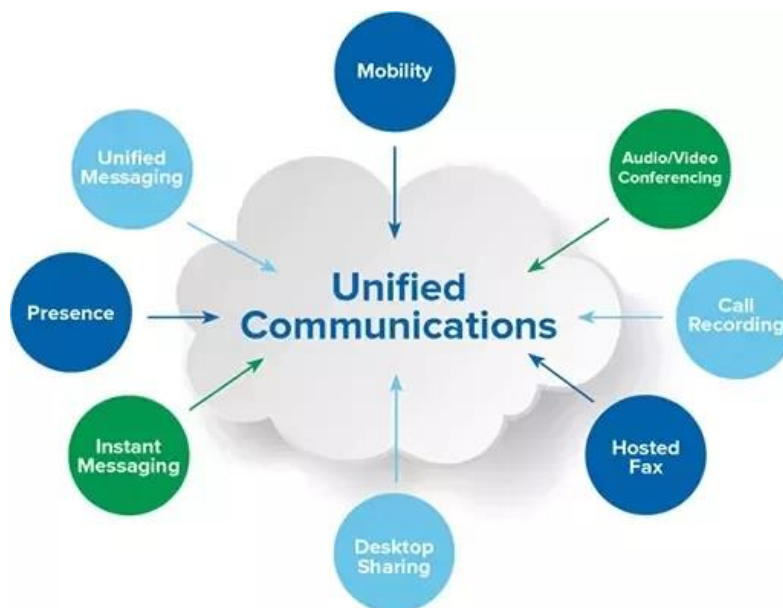 Mobility
Unified
Messaging
Audio/Video
Conferencing
Presence
Unified
Communications
Call
Recording
Instant
Messaging
Hosted
Fax
Desktop
Sharing